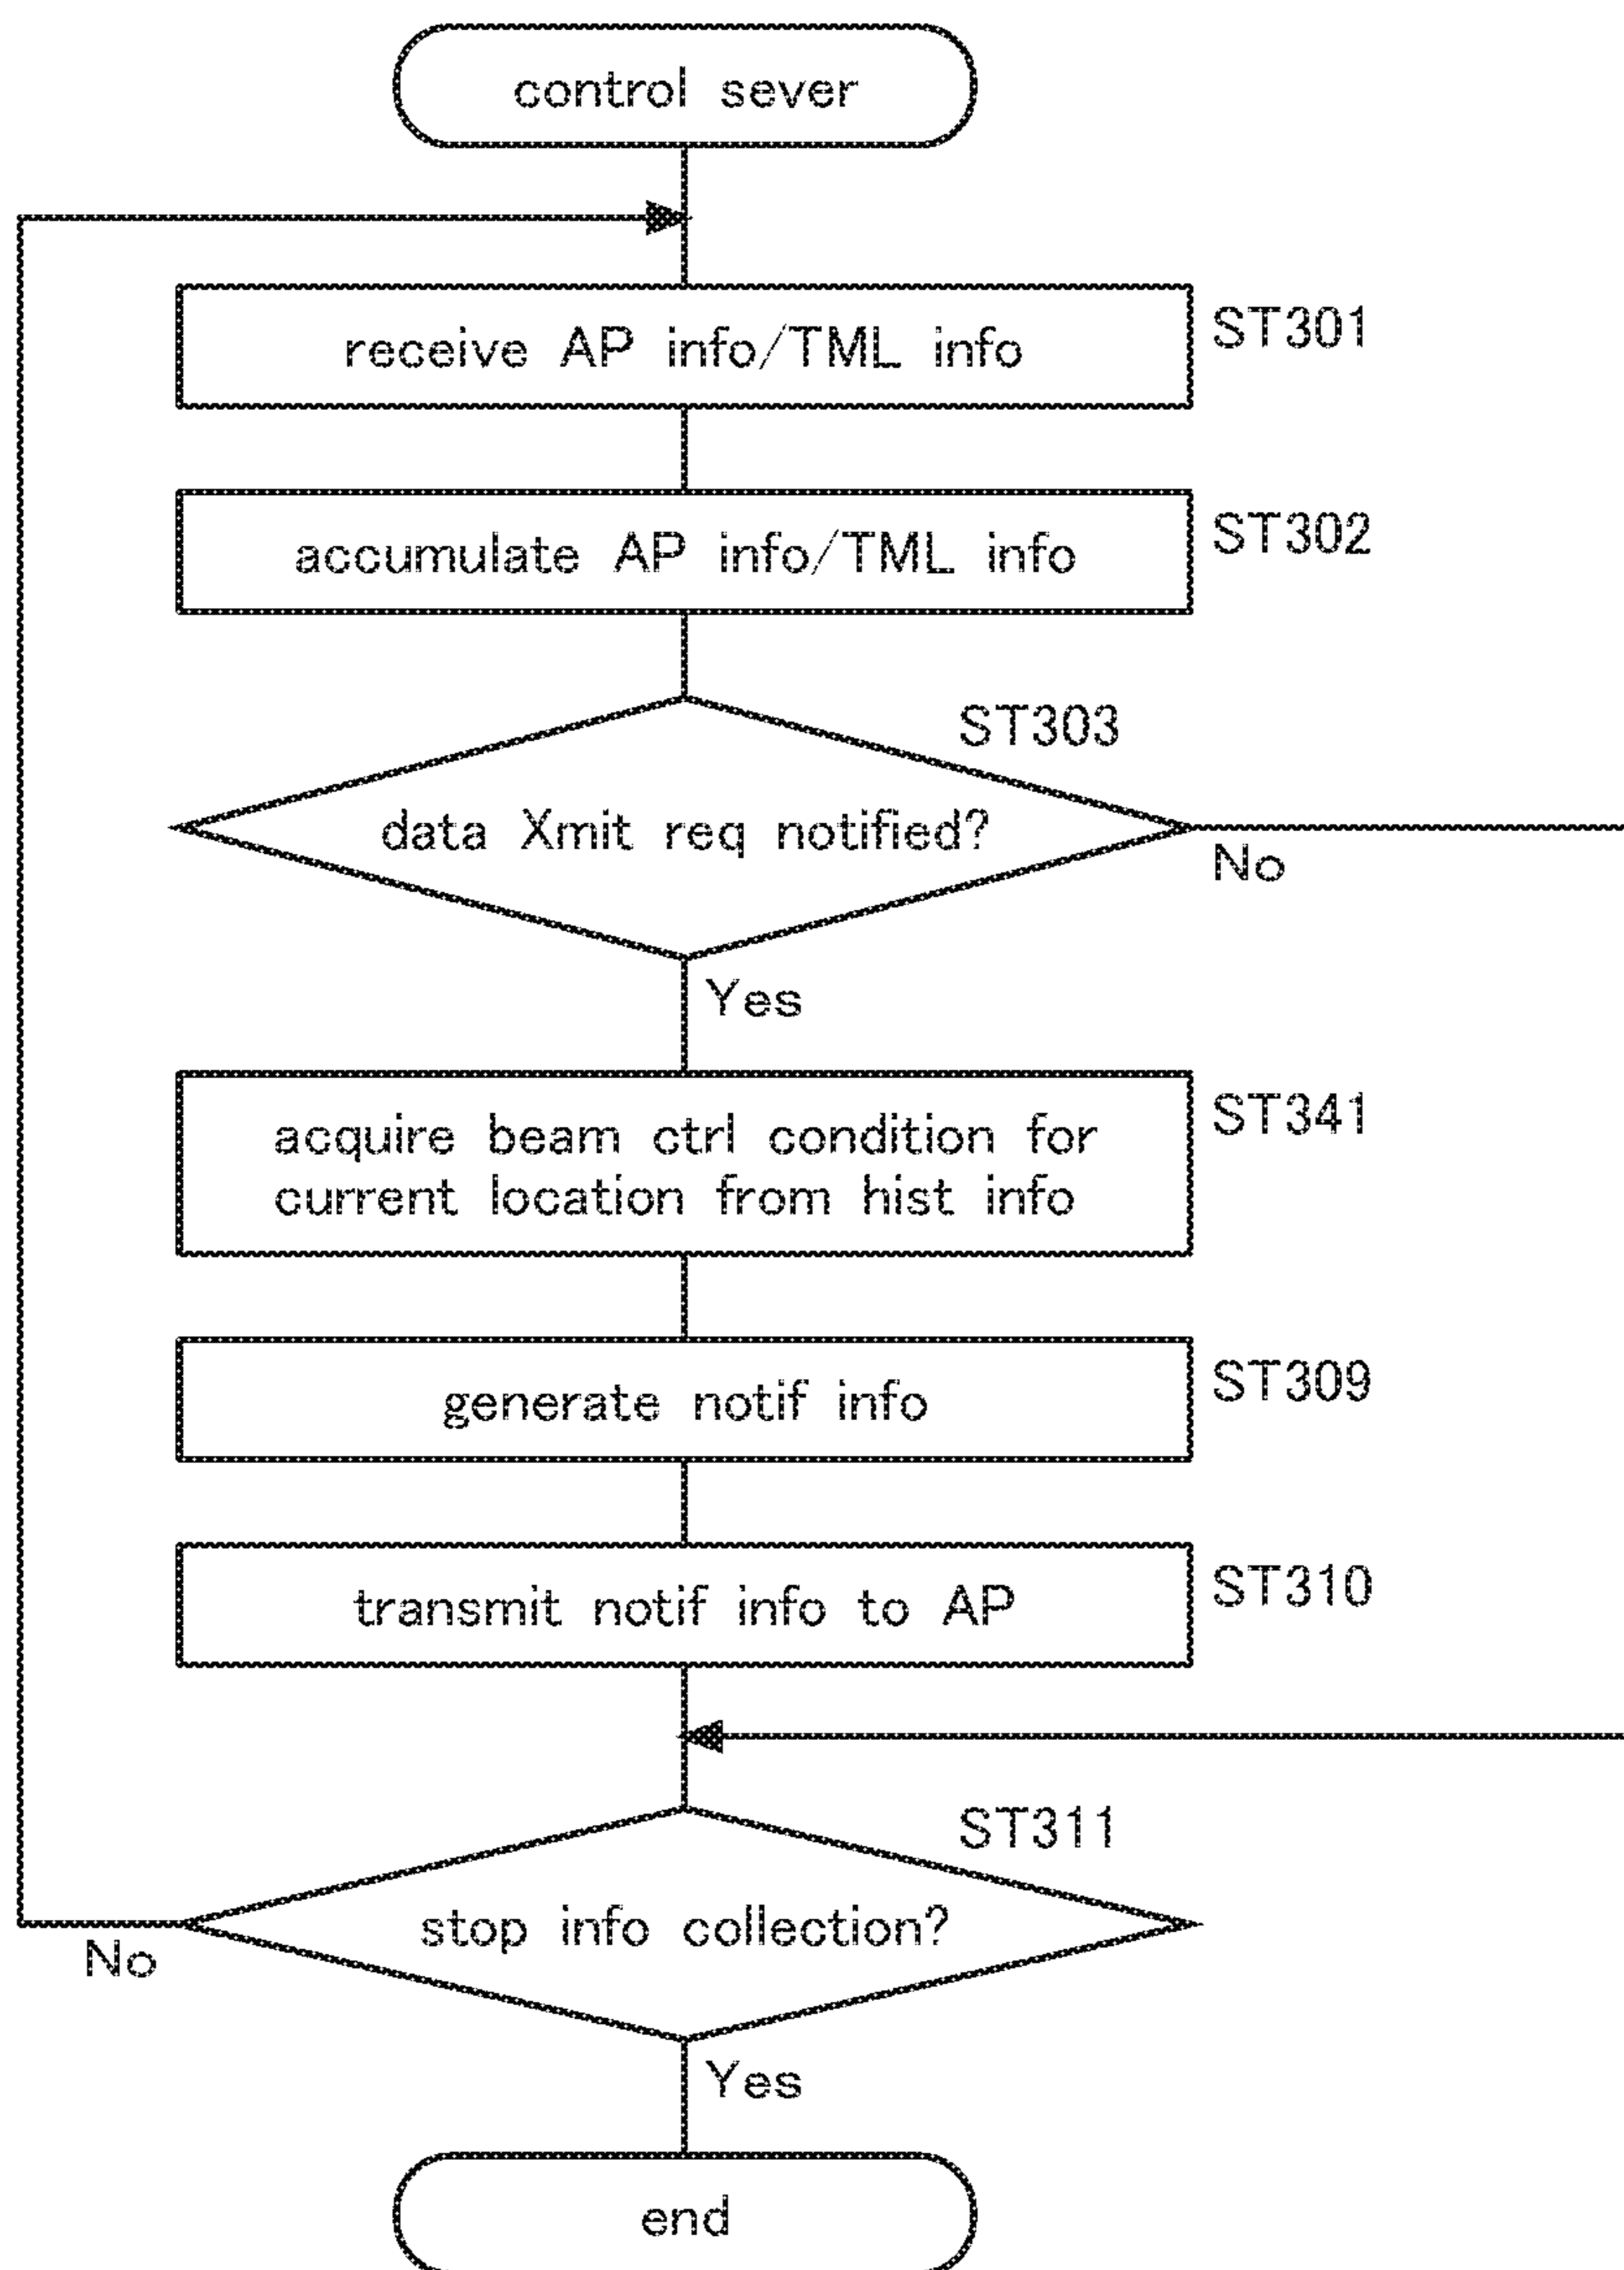 control sever
receive AP info/TML info
ST301
accumulate AP info/TML info
ST302
ST303
data Xmit req notified?
No
Yes
acquire beam ctrl condition for
current location from hist info
ST341
generate notif info
ST309
transmit notif info to AP
ST310
ST311
stop info collection?
No
Yes
end